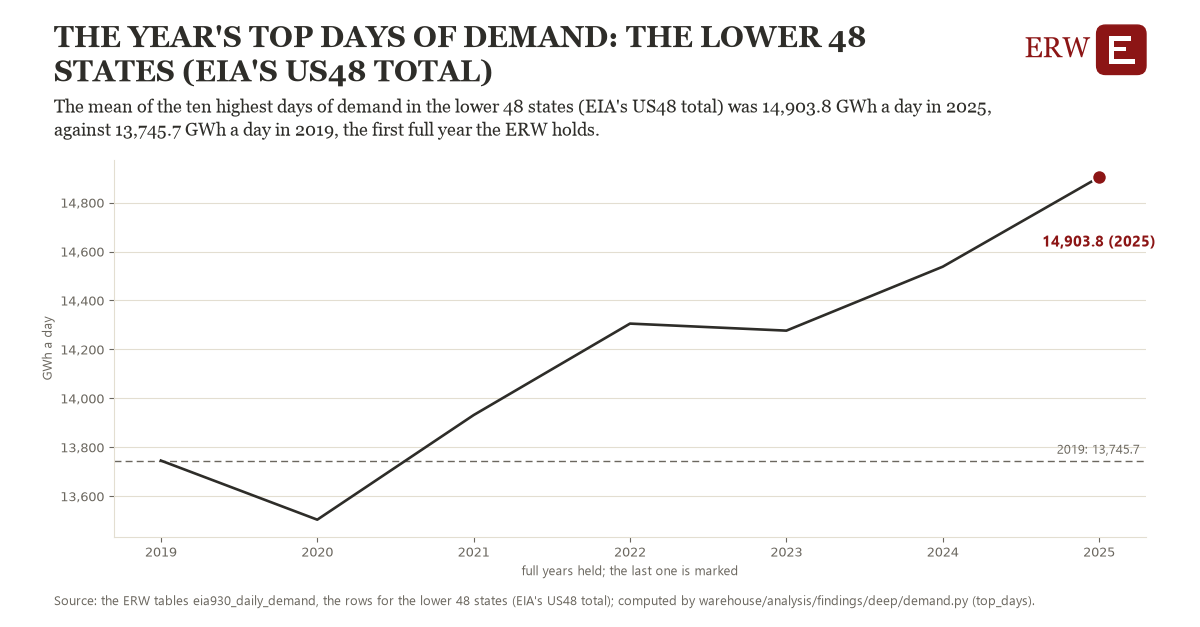 THE YEAR'S TOP DAYS OF DEMAND: THE LOWER 48
STATES (EIA'S US48 TOTAL)
ERW E
The mean of the ten highest days of demand in the lower 48 states (EIA's US48 total) was 14,903.8 GWh a day in 2025,
against 13,745.7 GWh a day in 2019, the first full year the ERW holds.
GWh a day
14,800
14,600
14,400
14,200
14,000
13,800
13,600
14,903.8 (2025)
2019: 13,745.7
2019 2020 2021 2022 2023 2024 2025
full years held; the last one is marked
Source: the ERW tables eia930_daily_demand, the rows for the lower 48 states (EIA's US48 total); computed by warehouse/analysis/findings/deep/demand.py (top_days).